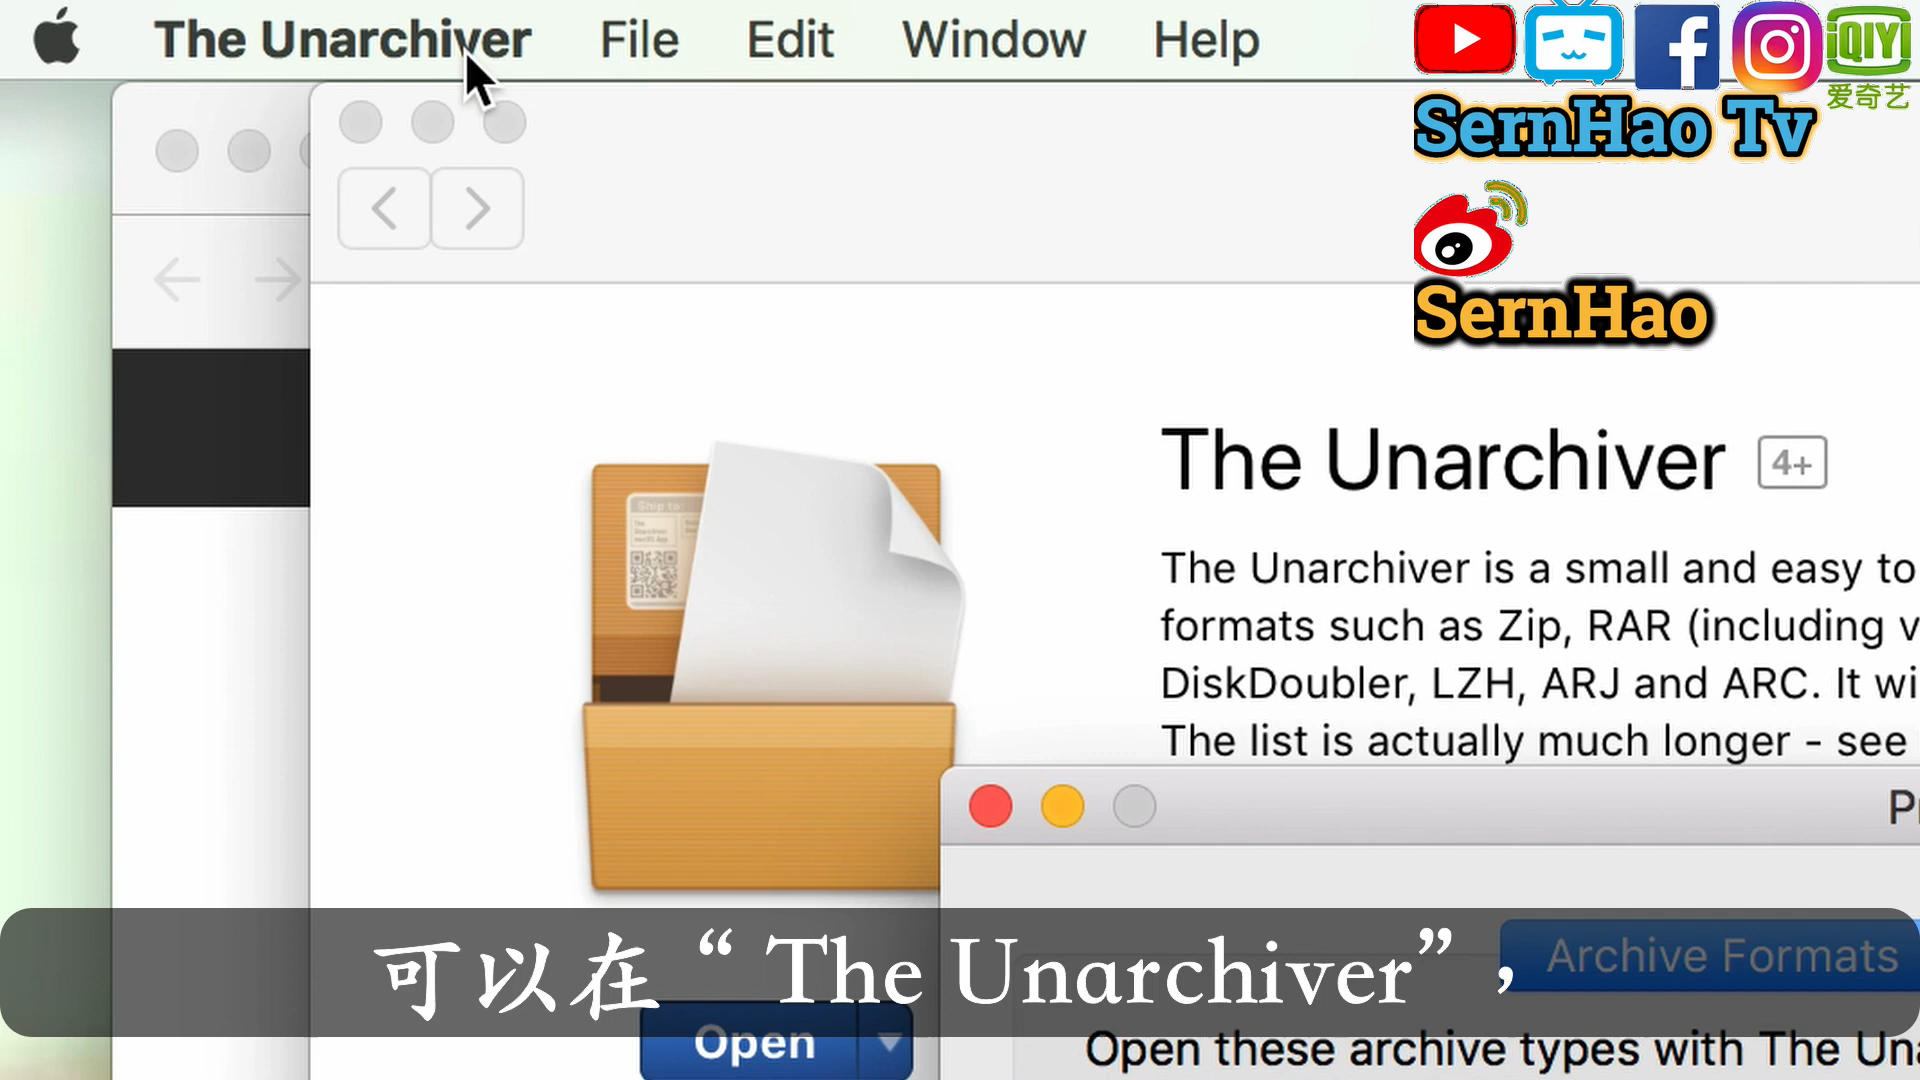 The Unarchiver File Edit Window Help
iQIYI
爱奇艺
SernHao Tv
SernHao
Ship to:
The Unarchiver 4+
The Unarchiver is a small and easy to
formats such as Zip, RAR (including v
DiskDoubler, LZH, ARJ and ARC. It wi
The list is actually much longer - see
Archive Formats
可以在“The Unarchiver”，
Open
Open these archive types with The Una